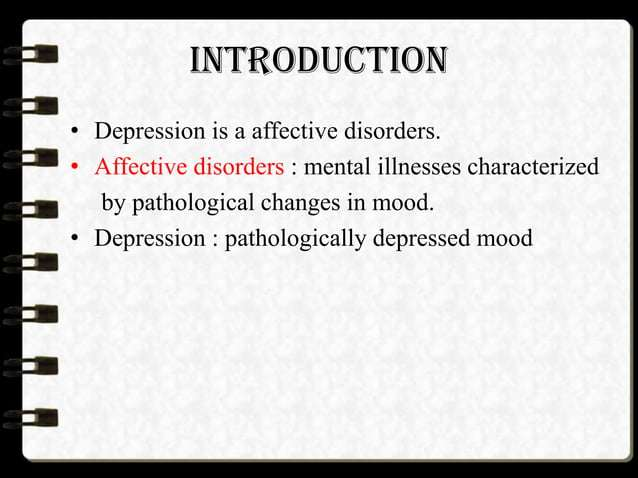 INTRODUCTION
• Depression is a affective disorders.
• Affective disorders : mental illnesses characterized
by pathological changes in mood.
• Depression : pathologically depressed mood